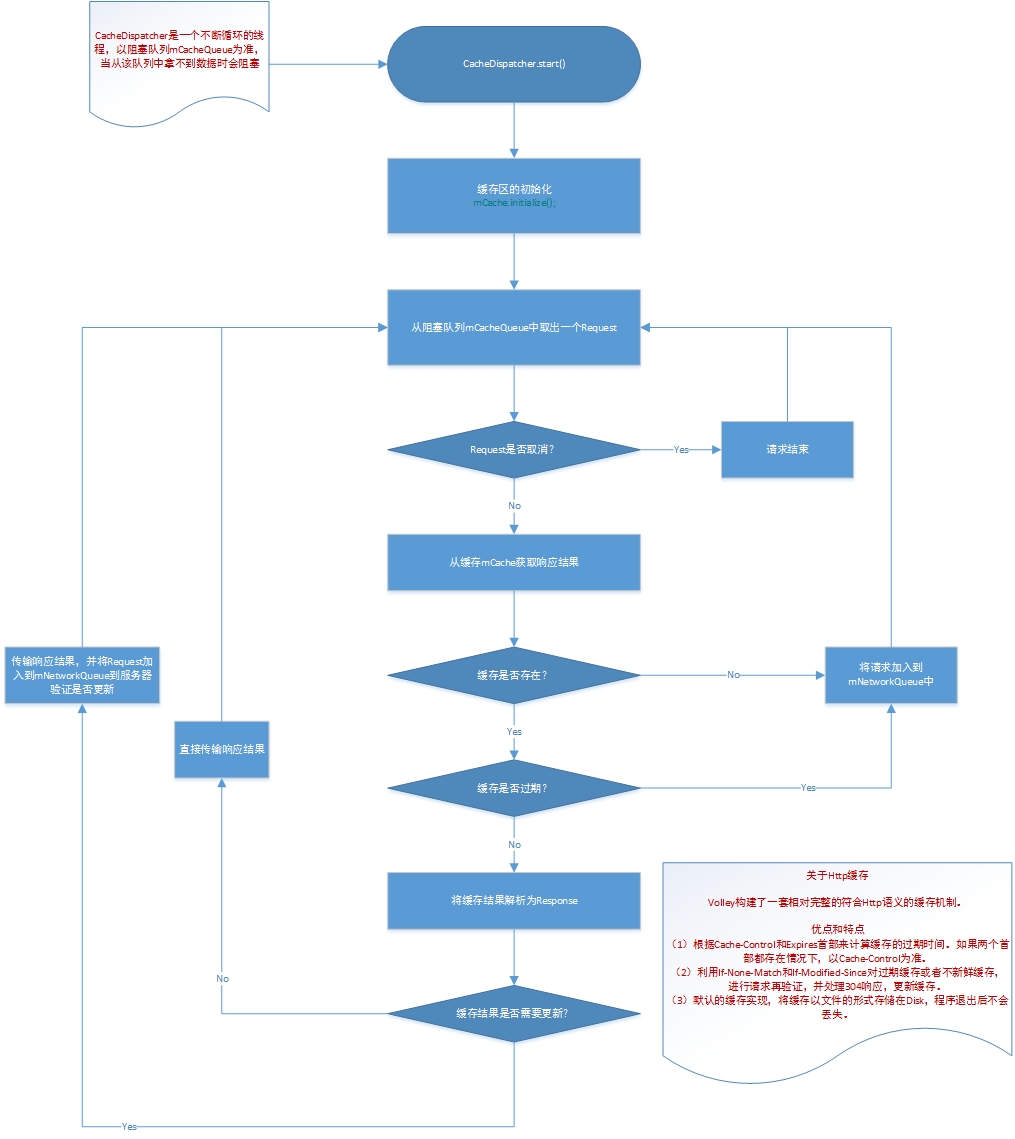 CacheDispatcher是一个不断循环的线
程，以阻塞队列mCacheQueue为准，
当从该队列中拿不到数据时会阻塞
CacheDispatcher.start()
缓存区的初始化
mCache.initialize();
从阻塞队列mCacheQueue中取出一个Request
Request是否取消？
Yes
请求结束
No
从缓存mCache获取响应结果
传输响应结果，并将Request加
入到mNetworkQueue到服务器
验证是否更新
缓存是否存在？
No
将请求加入到
mNetworkQueue中
Yes
直接传输响应结果
缓存是否过期？
Yes
No
将缓存结果解析为Response
关于Http缓存
Volley构建了一套相对完整的符合Http语义的缓存机制。
优点和特点
（1）根据Cache-Control和Expires首部来计算缓存的过期时间。如果两个首
部都存在情况下，以Cache-Control为准。
（2）利用If-None-Match和If-Modified-Since对过期缓存或者不新鲜缓存，
进行请求再验证，并处理304响应，更新缓存。
（3）默认的缓存实现，将缓存以文件的形式存储在Disk，程序退出后不会
丢失。
No
缓存结果是否需要更新？
Yes